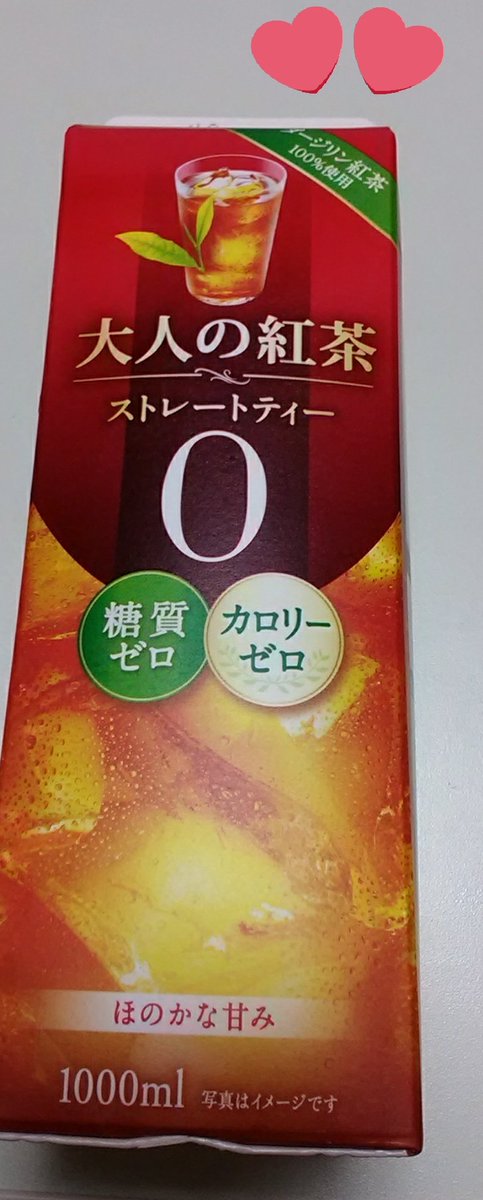 ダージリン紅茶
100%使用
大人の紅茶
ストレートティー
0
糖質
ゼロ
カロリー
ゼロ
ほのかな甘み
1000ml 写真はイメージです